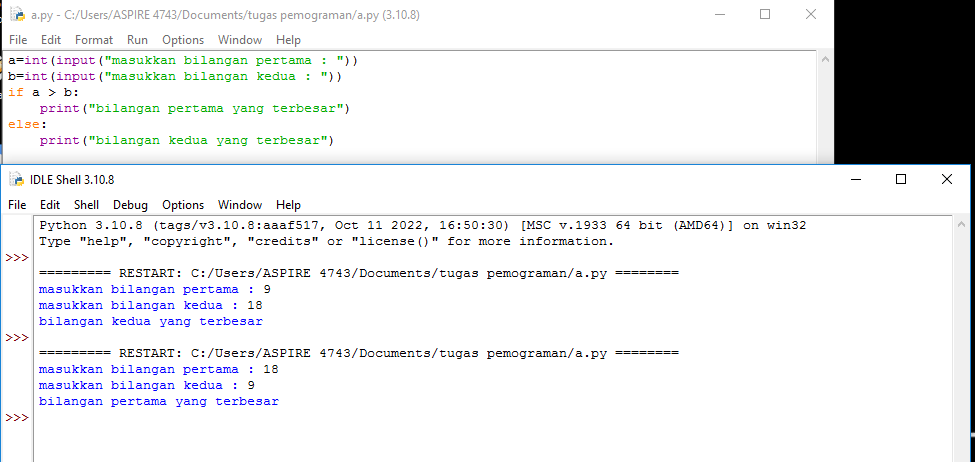 a.py - C:/Users/ASPIRE 4743/Documents/tugas pemograman/a.py (3.10.8)
File Edit Format Run Options Window Help
a=int(input("masukkan bilangan pertama : "))
b=int(input("masukkan bilangan kedua : "))
if a > b:
    print("bilangan pertama yang terbesar")
else:
    print("bilangan kedua yang terbesar")
IDLE Shell 3.10.8
File Edit Shell Debug Options Window Help
Python 3.10.8 (tags/v3.10.8:aaaf517, Oct 11 2022, 16:50:30) [MSC v.1933 64 bit (AMD64)] on win32
Type "help", "copyright", "credits" or "license()" for more information.
>>>
========= RESTART: C:/Users/ASPIRE 4743/Documents/tugas pemograman/a.py ========
masukkan bilangan pertama : 9
masukkan bilangan kedua : 18
bilangan kedua yang terbesar
>>>
========= RESTART: C:/Users/ASPIRE 4743/Documents/tugas pemograman/a.py ========
masukkan bilangan pertama : 18
masukkan bilangan kedua : 9
bilangan pertama yang terbesar
>>>